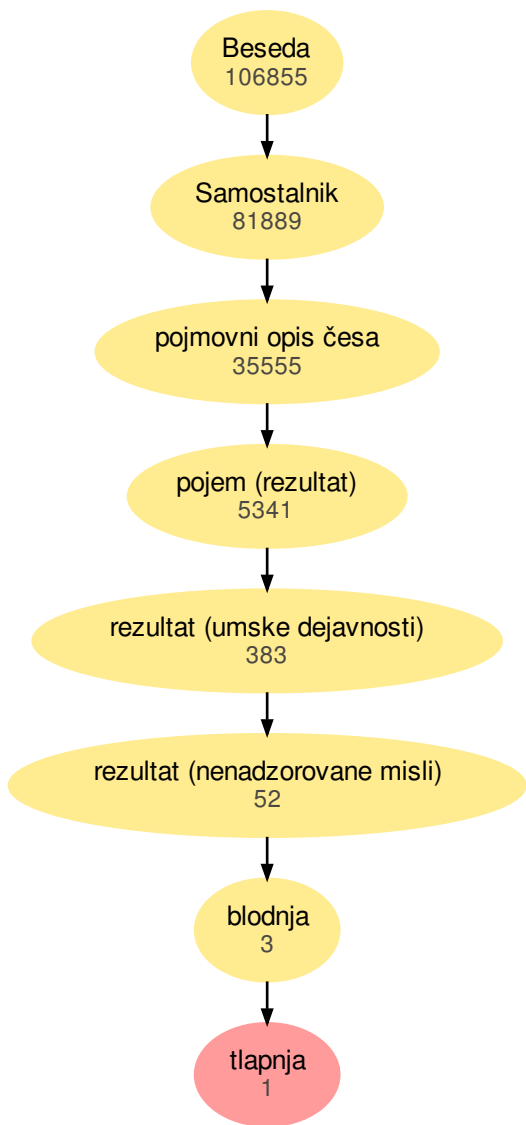 Beseda
106855
Samostalnik
81889
pojmovni opis česa
35555
pojem (rezultat)
5341
rezultat (umske dejavnosti)
383
rezultat (nenadzorovane misli)
52
blodnja
3
tlapnja
1